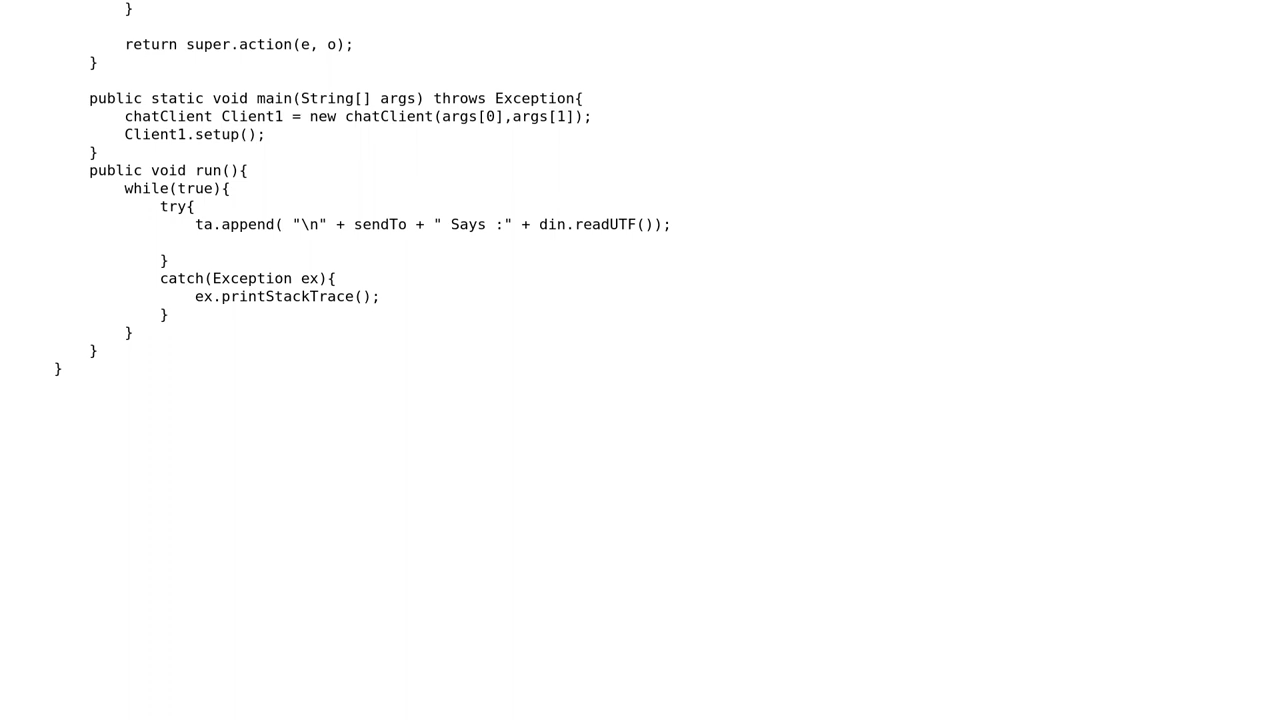 }

        return super.action(e, o);
    }

    public static void main(String[] args) throws Exception{
        chatClient Client1 = new chatClient(args[0],args[1]);
        Client1.setup();
    }
    public void run(){
        while(true){
            try{
                ta.append( "\n" + sendTo + " Says :" + din.readUTF());

            }
            catch(Exception ex){
                ex.printStackTrace();
            }
        }
    }
}